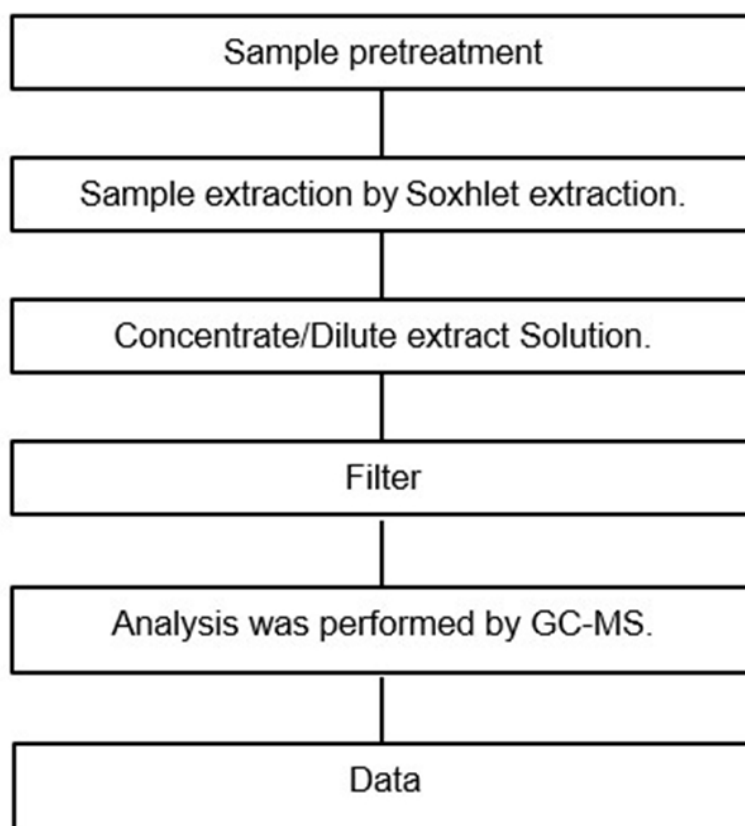 Sample pretreatment
Sample extraction by Soxhlet extraction.
Concentrate/Dilute extract Solution.
Filter
Analysis was performed by GC-MS.
Data